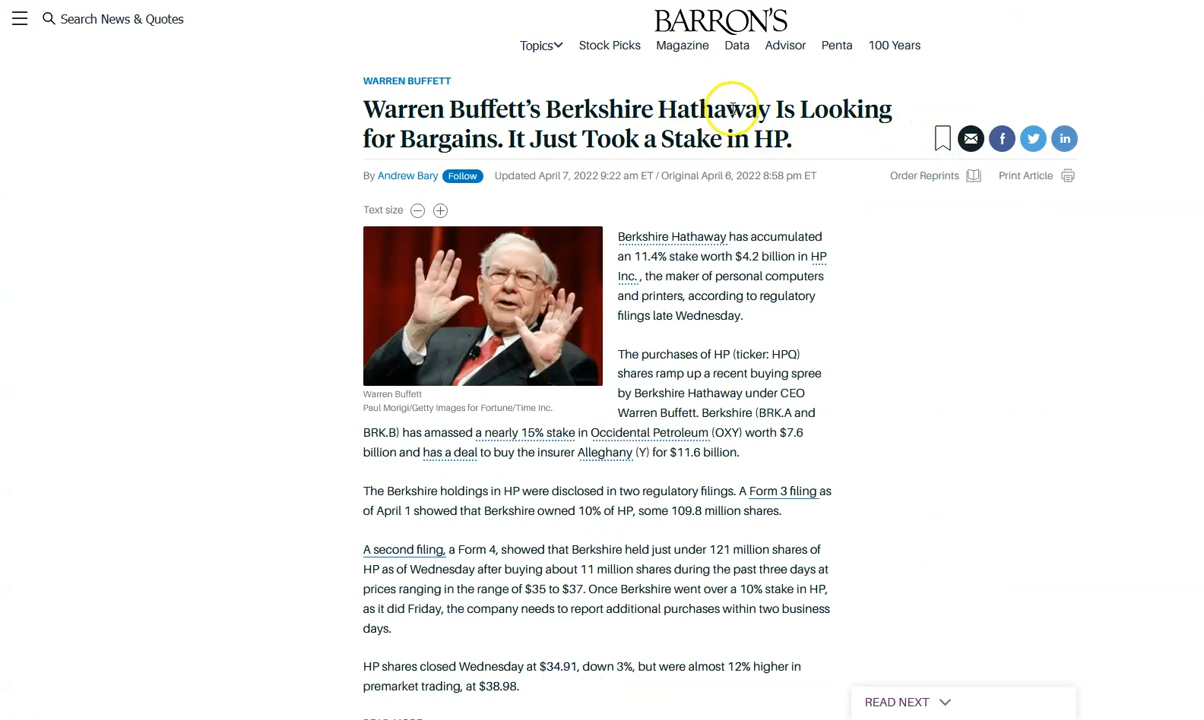 Search News & Quotes
BARRON'S
Topics
Stock Picks
Magazine
Data
Advisor
Penta
100 Years
WARREN BUFFETT
Warren Buffett's Berkshire Hathaway Is Looking
for Bargains. It Just Took a Stake in HP.
By Andrew Bary Follow Updated April 7, 2022 9:22 am ET / Original April 6, 2022 8:58 pm ET
Order Reprints
Print Article
Text size
Berkshire Hathaway has accumulated
an 11.4% stake worth $4.2 billion in HP
Inc. , the maker of personal computers
and printers, according to regulatory
filings late Wednesday.
Warren Buffett
Paul Morigi/Getty Images for Fortune/Time Inc.
The purchases of HP (ticker: HPQ)
shares ramp up a recent buying spree
by Berkshire Hathaway under CEO
Warren Buffett. Berkshire (BRK.A and
BRK.B) has amassed a nearly 15% stake in Occidental Petroleum (OXY) worth $7.6
billion and has a deal to buy the insurer Alleghany (Y) for $11.6 billion.
The Berkshire holdings in HP were disclosed in two regulatory filings. A Form 3 filing as
of April 1 showed that Berkshire owned 10% of HP, some 109.8 million shares.
A second filing, a Form 4, showed that Berkshire held just under 121 million shares of
HP as of Wednesday after buying about 11 million shares during the past three days at
prices ranging in the range of $35 to $37. Once Berkshire went over a 10% stake in HP,
as it did Friday, the company needs to report additional purchases within two business
days.
HP shares closed Wednesday at $34.91, down 3%, but were almost 12% higher in
premarket trading, at $38.98.
READ NEXT